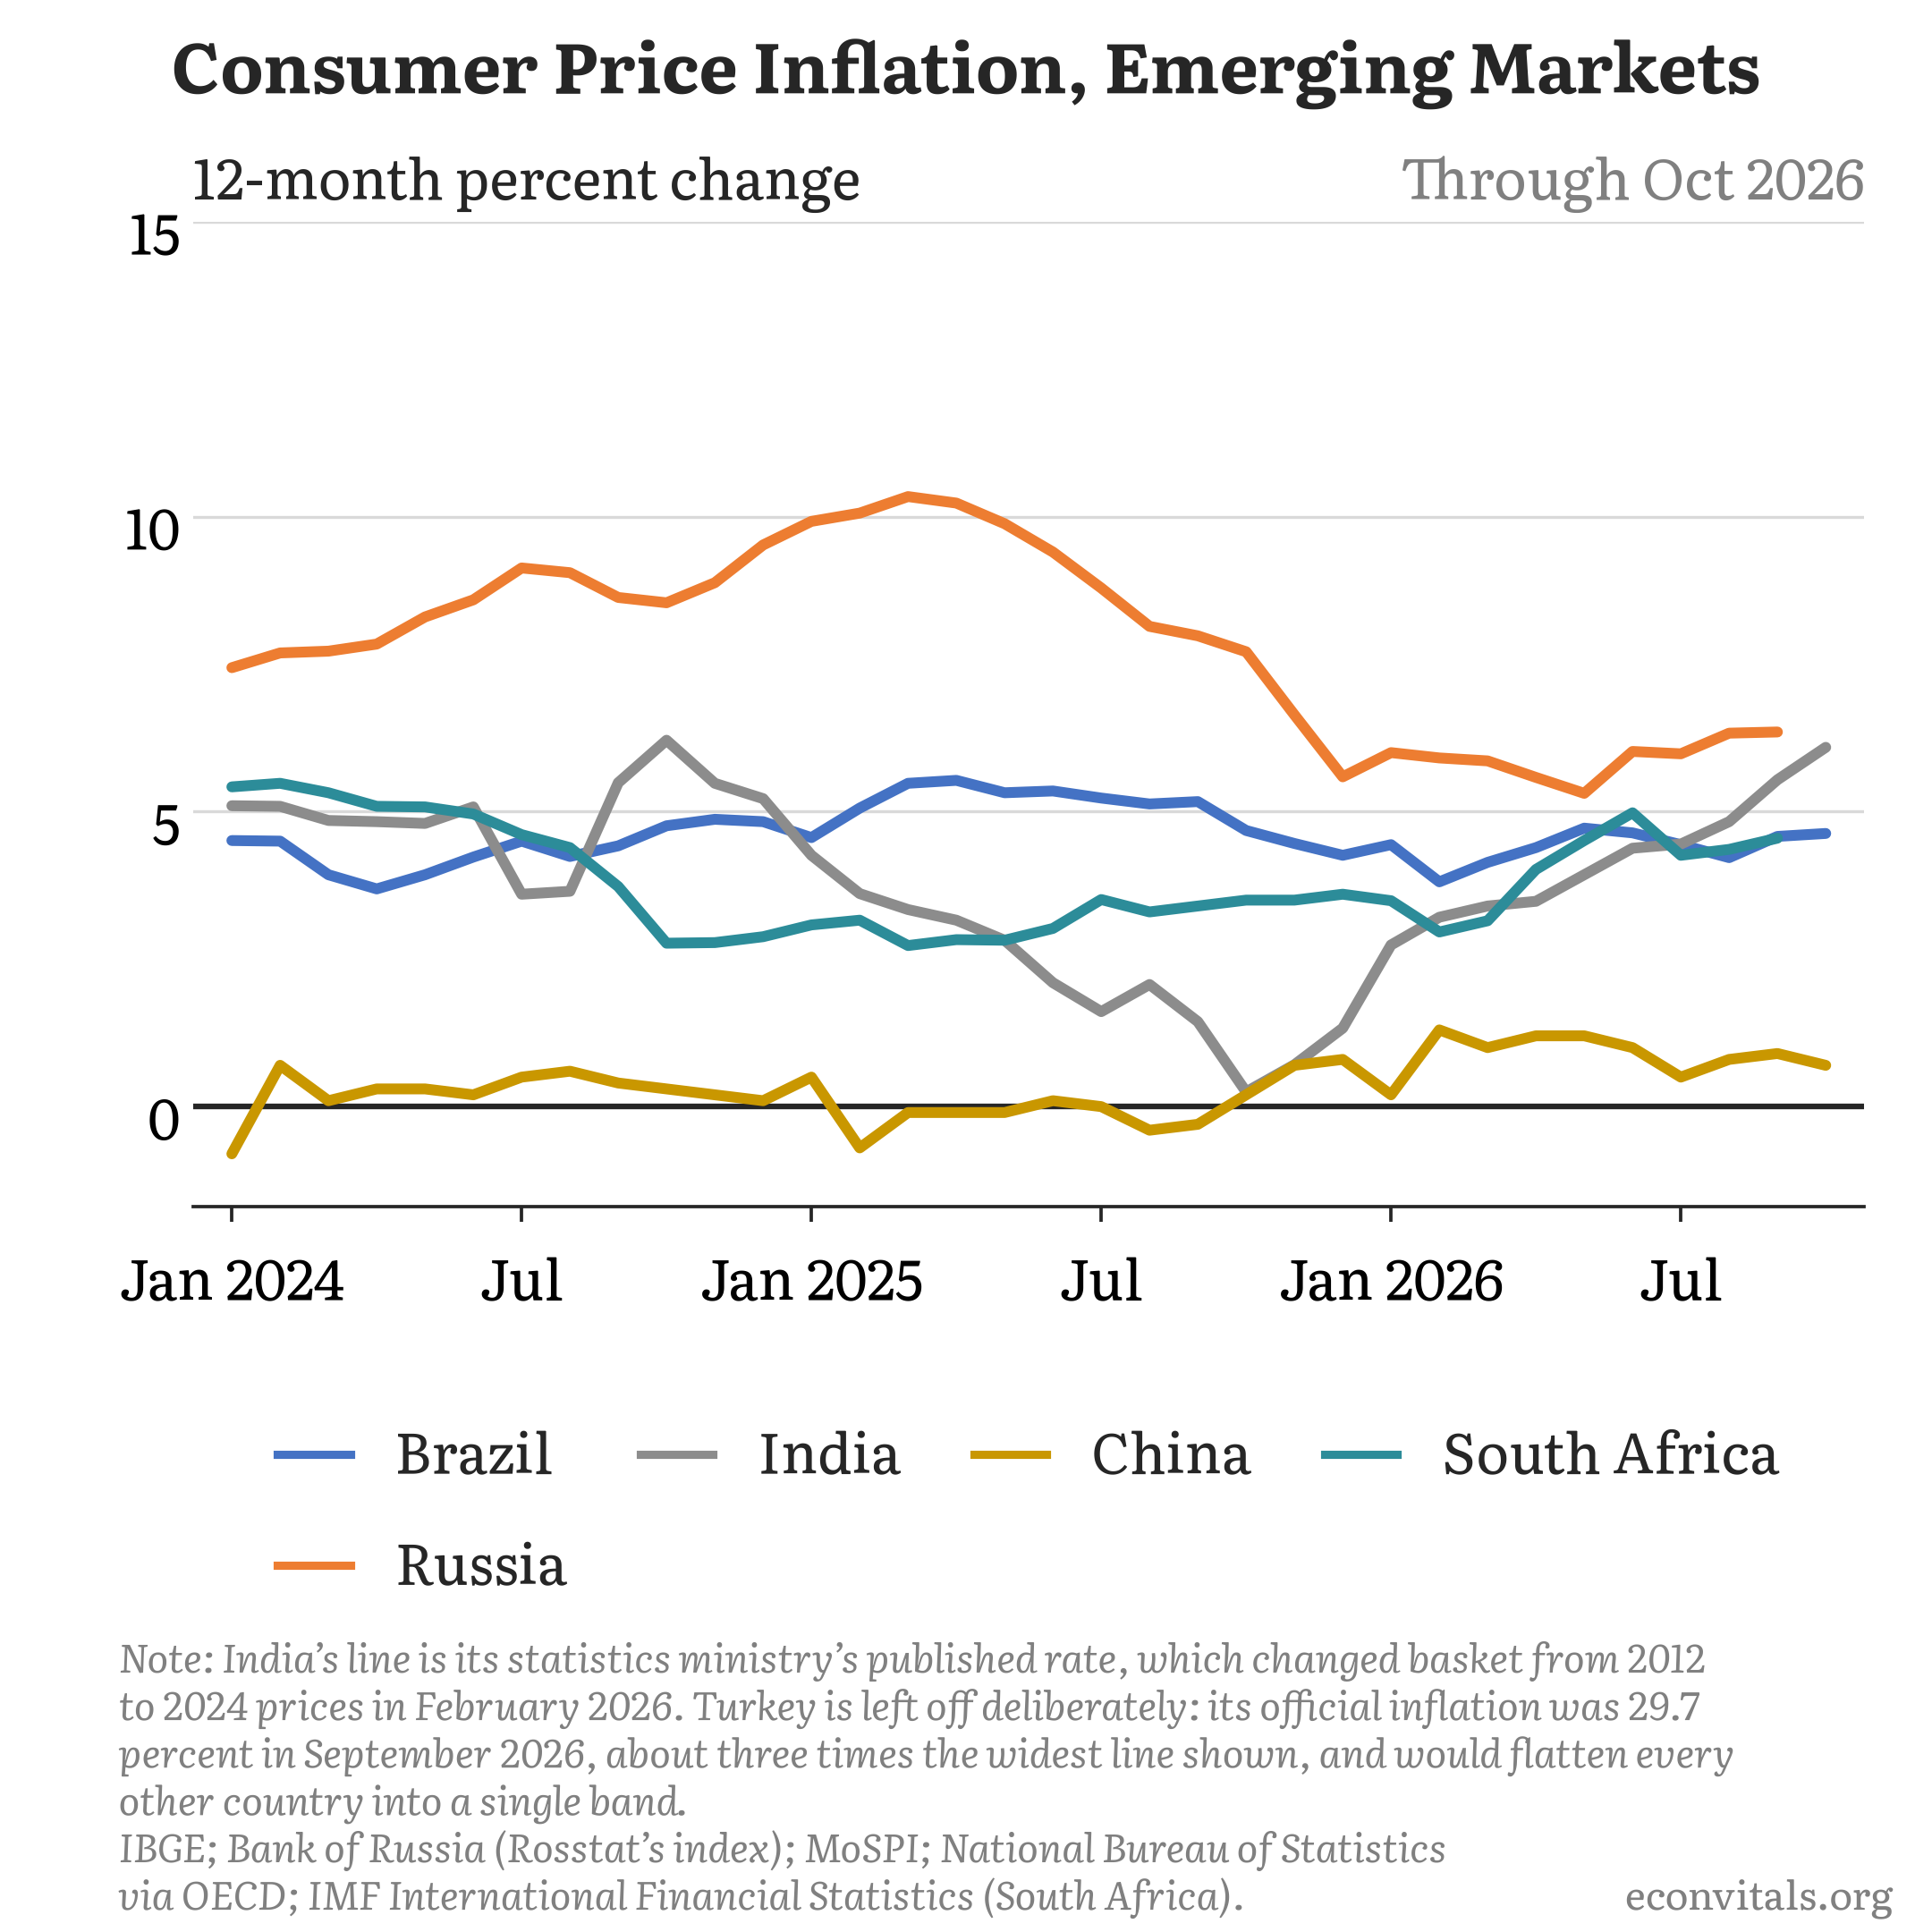 Consumer Price Inflation, Emerging Markets
12-month percent change
Through Oct 2026
15
10
5
0
Jan 2024
Jul
Jan 2025
Jul
Jan 2026
Jul
Brazil
India
China
South Africa
Russia
Note: India’s line is its statistics ministry’s published rate, which changed basket from 2012
to 2024 prices in February 2026. Turkey is left off deliberately: its official inflation was 29.7
percent in September 2026, about three times the widest line shown, and would flatten every
other country into a single band.
IBGE; Bank of Russia (Rosstat’s index); MoSPI; National Bureau of Statistics
via OECD; IMF International Financial Statistics (South Africa).
econvitals.org